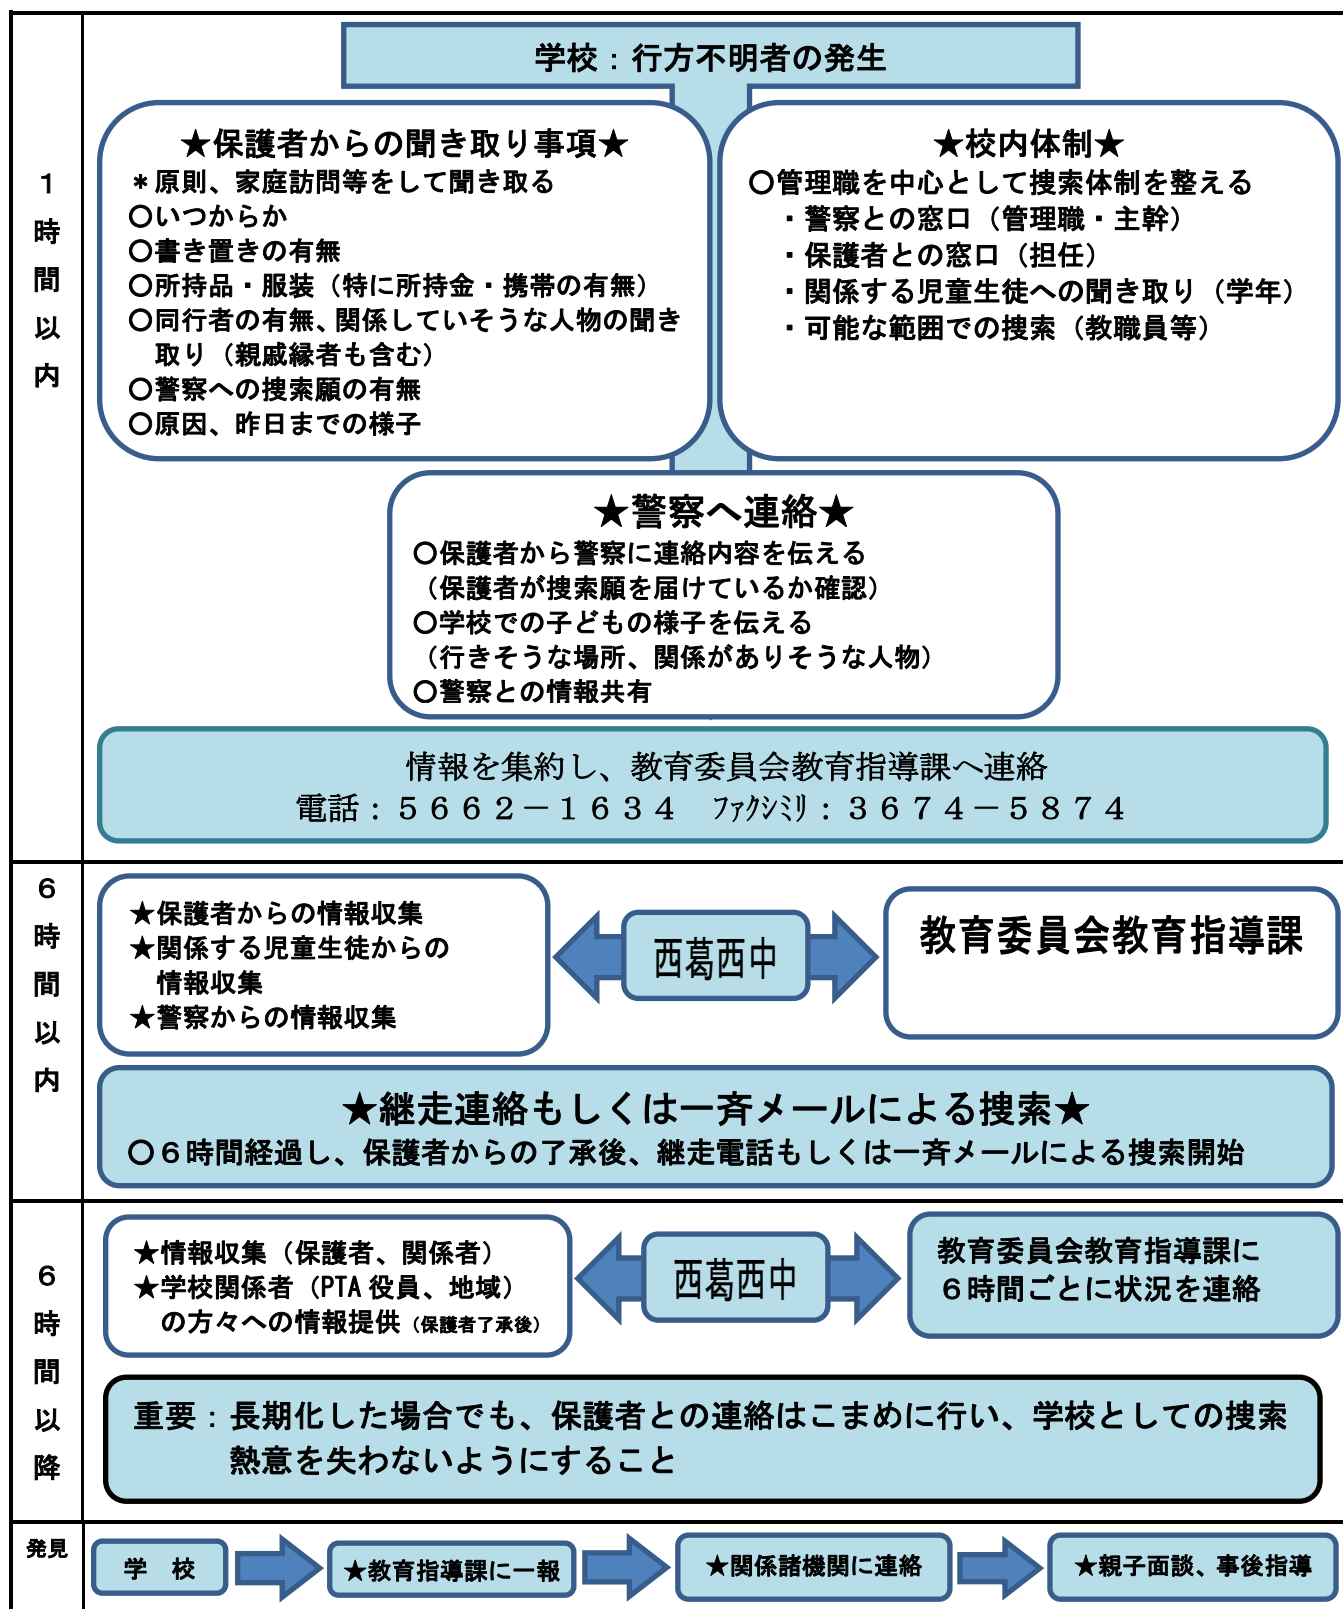 1時間以内
学校：行方不明者の発生
★保護者からの聞き取り事項★
＊原則、家庭訪問等をして聞き取る
○いつからか
○書き置きの有無
○所持品・服装（特に所持金・携帯の有無）
○同行者の有無、関係していそうな人物の聞き
取り（親戚縁者も含む）
○警察への捜索願の有無
○原因、昨日までの様子
★校内体制★
○管理職を中心として捜索体制を整える
・警察との窓口（管理職・主幹）
・保護者との窓口（担任）
・関係する児童生徒への聞き取り（学年）
・可能な範囲での捜索（教職員等）
★警察へ連絡★
○保護者から警察に連絡内容を伝える
（保護者が捜索願を届けているか確認）
○学校での子どもの様子を伝える
（行きそうな場所、関係がありそうな人物）
○警察との情報共有
情報を集約し、教育委員会教育指導課へ連絡
電話：５６６２－１６３４　ﾌｧｸｼﾐﾘ：３６７４－５８７４
6時間以内
★保護者からの情報収集
★関係する児童生徒からの
情報収集
★警察からの情報収集
西葛西中
教育委員会教育指導課
★継走連絡もしくは一斉メールによる捜索★
○６時間経過し、保護者からの了承後、継走電話もしくは一斉メールによる捜索開始
6時間以降
★情報収集（保護者、関係者）
★学校関係者（PTA役員、地域）
の方々への情報提供（保護者了承後）
西葛西中
教育委員会教育指導課に
６時間ごとに状況を連絡
重要：長期化した場合でも、保護者との連絡はこまめに行い、学校としての捜索
熱意を失わないようにすること
発見
学　校
★教育指導課に一報
★関係諸機関に連絡
★親子面談、事後指導